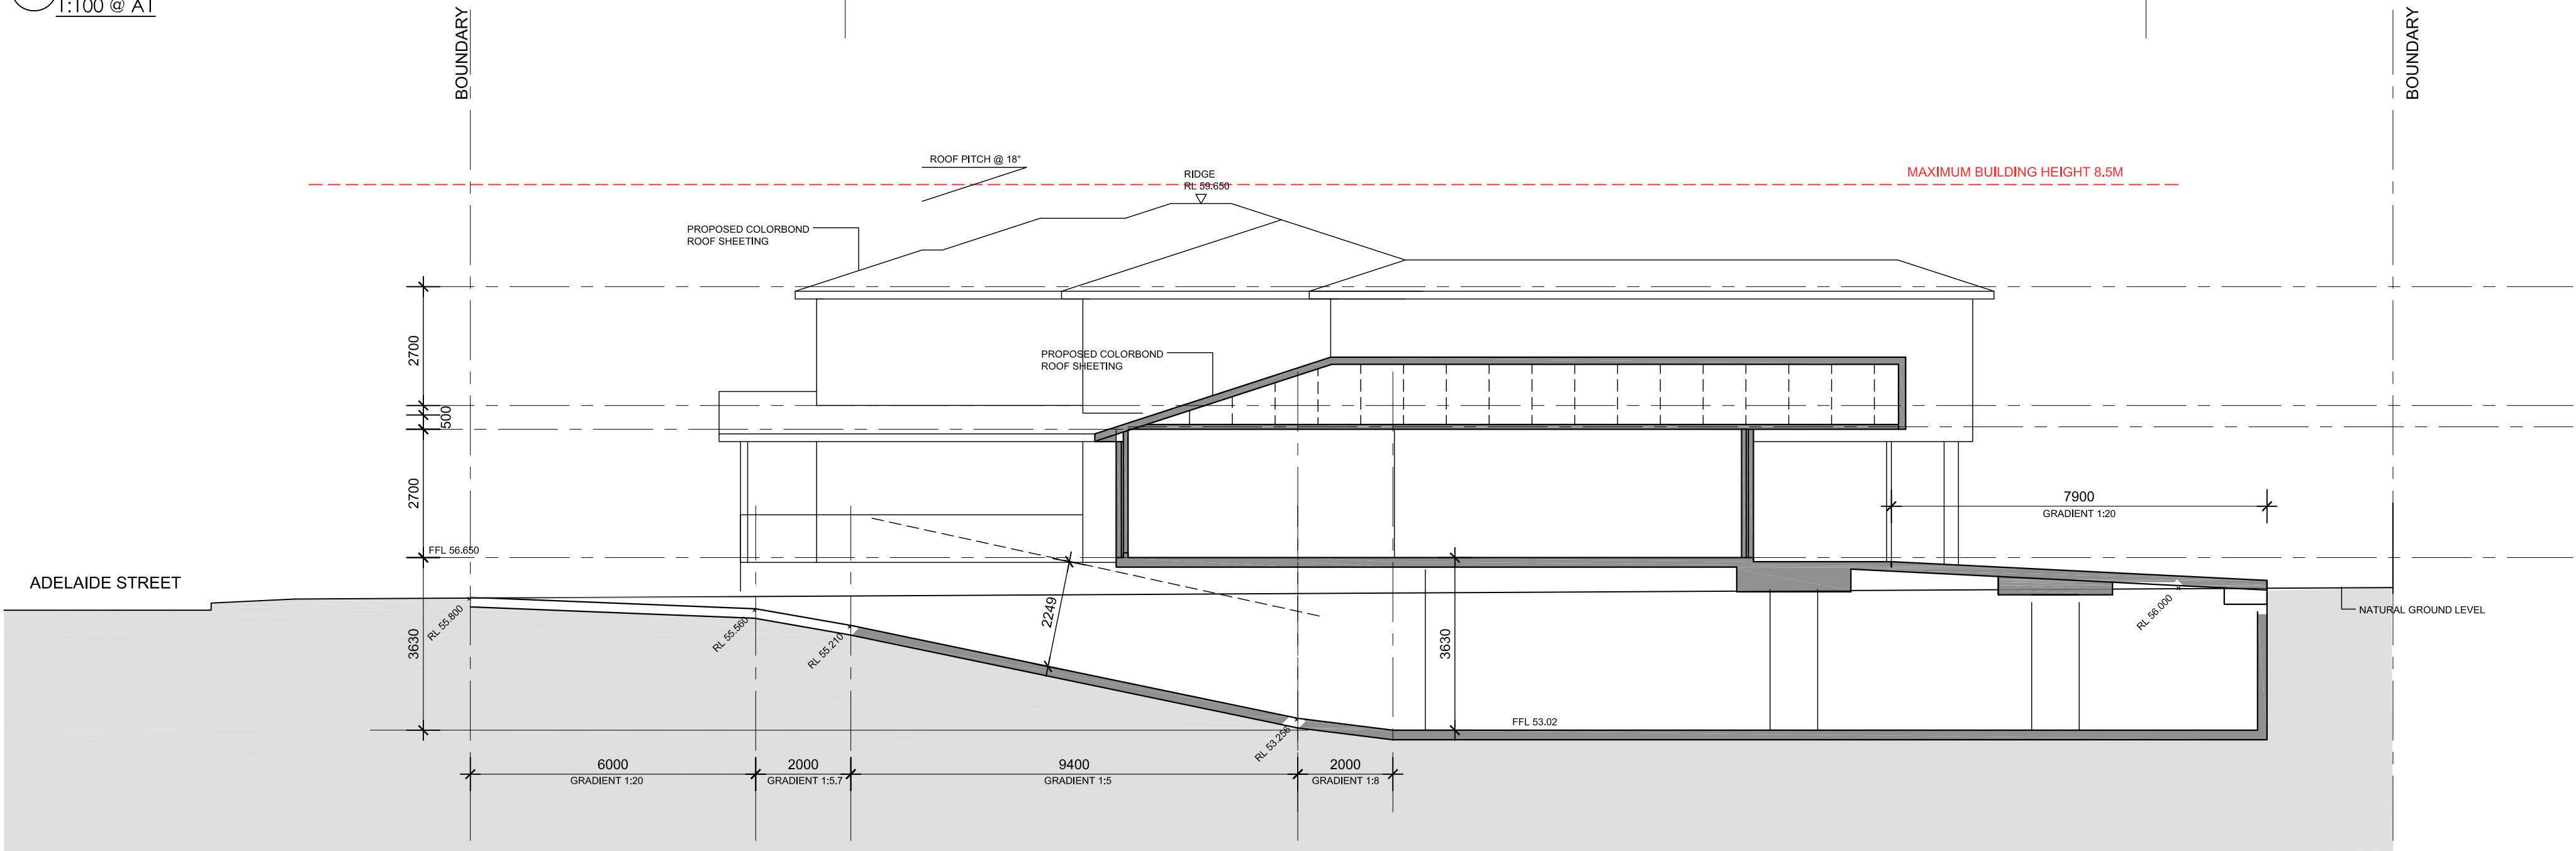 1:100 @ A1
BOUNDARY
BOUNDARY
ROOF PITCH @ 18°
RIDGE
RL 59.650
MAXIMUM BUILDING HEIGHT 8.5M
PROPOSED COLORBOND
ROOF SHEETING
PROPOSED COLORBOND
ROOF SHEETING
2700
500
2700
7900
GRADIENT 1:20
FFL 56.650
ADELAIDE STREET
RL 55.800
RL 55.560
RL 55.210
2249
3630
3630
RL 56.000
NATURAL GROUND LEVEL
FFL 53.02
RL 53.256
6000
GRADIENT 1:20
2000
GRADIENT 1:5.7
9400
GRADIENT 1:5
2000
GRADIENT 1:8